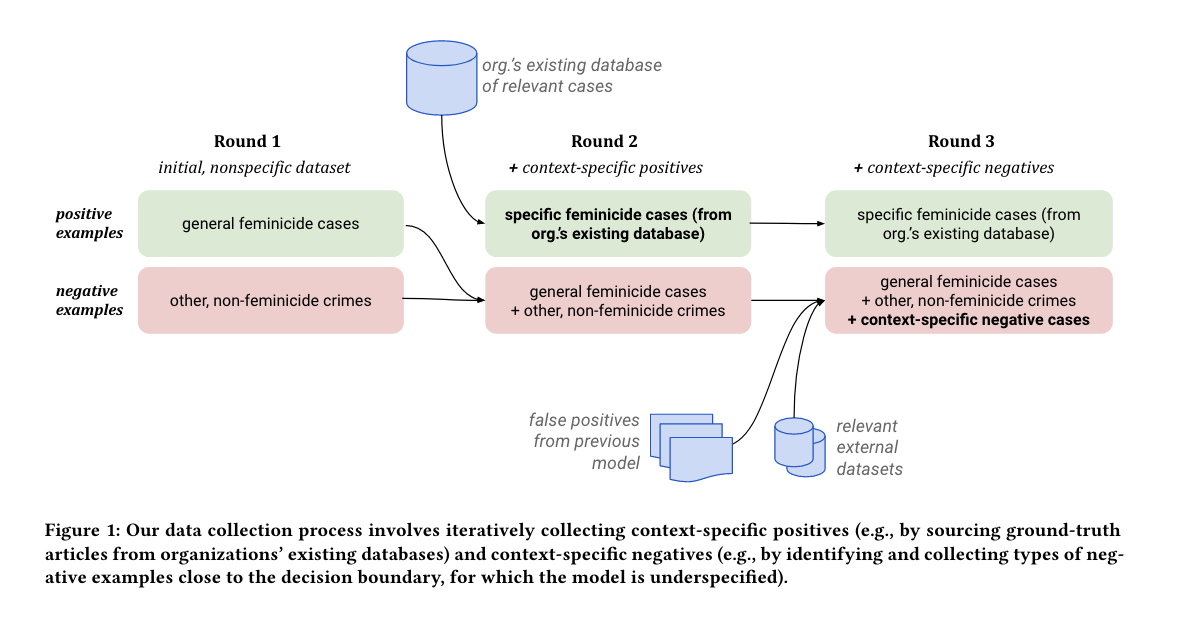 org.'s existing database
of relevant cases
Round 1
initial, nonspecific dataset
Round 2
+ context-specific positives
Round 3
+ context-specific negatives
positive
examples
general feminicide cases
specific feminicide cases (from
org.'s existing database)
specific feminicide cases (from
org.'s existing database)
negative
examples
other, non-feminicide crimes
general feminicide cases
+ other, non-feminicide crimes
general feminicide cases
+ other, non-feminicide crimes
+ context-specific negative cases
false positives
from previous
model
relevant
external
datasets
Figure 1: Our data collection process involves iteratively collecting context-specific positives (e.g., by sourcing ground-truth
articles from organizations' existing databases) and context-specific negatives (e.g., by identifying and collecting types of neg-
ative examples close to the decision boundary, for which the model is underspecified).